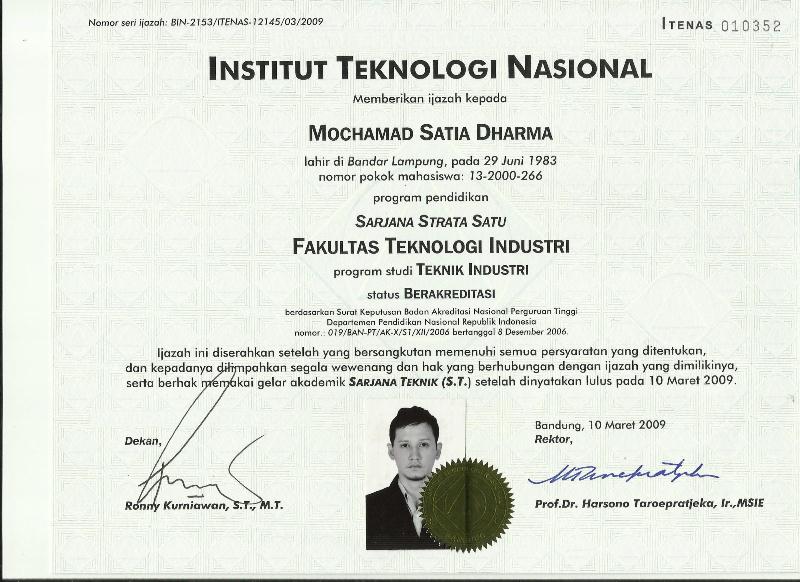 Nomor seri ijazah: BIN-2153/ITENAS-12145/03/2009
ITENAS 010352
INSTITUT TEKNOLOGI NASIONAL
Memberikan ijazah kepada
MOCHAMAD SATIA DHARMA
lahir di Bandar Lampung, pada 29 Juni 1983
nomor pokok mahasiswa: 13-2000-266
program pendidikan
SARJANA STRATA SATU
FAKULTAS TEKNOLOGI INDUSTRI
program studi TEKNIK INDUSTRI
status BERAKREDITASI
berdasarkan Surat Keputusan Badan Akreditasi Nasional Perguruan Tinggi
Departemen Pendidikan Nasional Republik Indonesia
nomor.: 019/BAN-PT/AK-X/S1/XII/2006 bertanggal 8 Desember 2006.
Ijazah ini diserahkan setelah yang bersangkutan memenuhi semua persyaratan yang ditentukan,
dan kepadanya dilimpahkan segala wewenang dan hak yang berhubungan dengan ijazah yang dimilikinya,
serta berhak memakai gelar akademik SARJANA TEKNIK (S.T.) setelah dinyatakan lulus pada 10 Maret 2009.
Dekan,
Ronny Kurniawan, S.T., M.T.
Bandung, 10 Maret 2009
Rektor,
Prof.Dr. Harsono Taroepratjeka, Ir.,MSIE